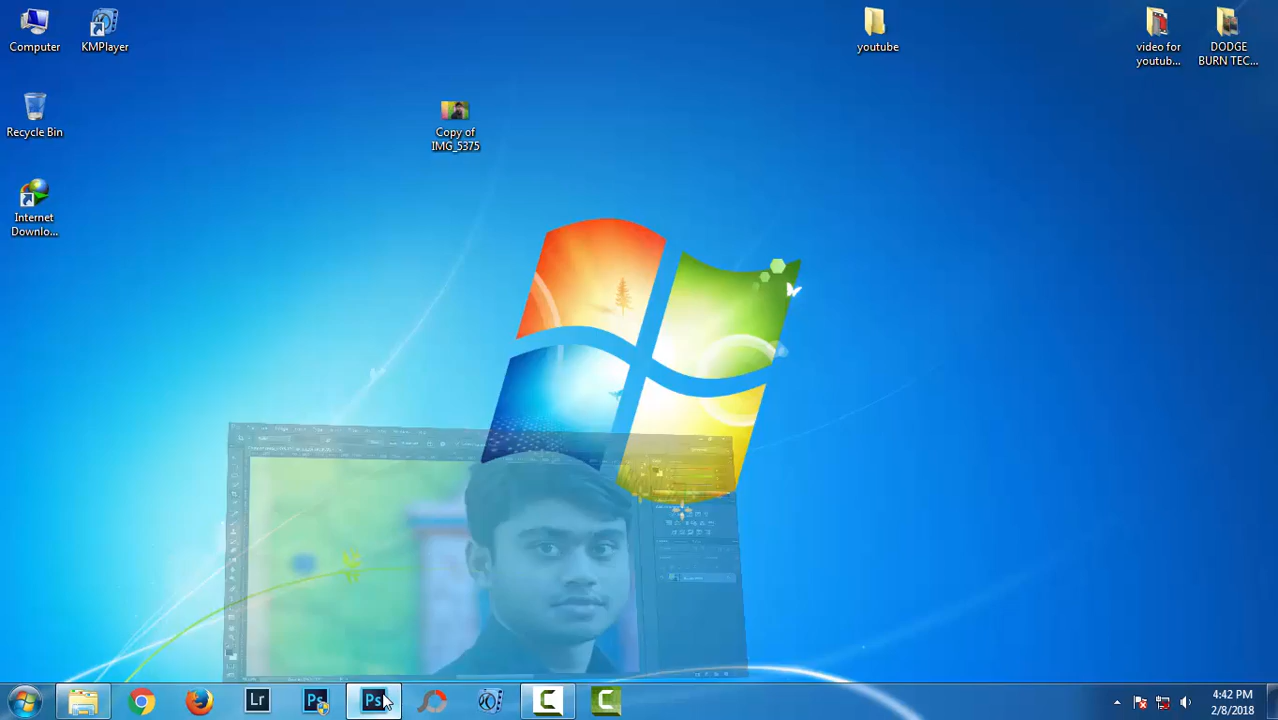 Computer
KMPlayer
youtube
video for
youtub...
DODGE
BURN TEC...
Recycle Bin
Copy of
IMG_5375
Internet
Downlo...
Lr
Ps
Ps
4:42 PM
2/8/2018